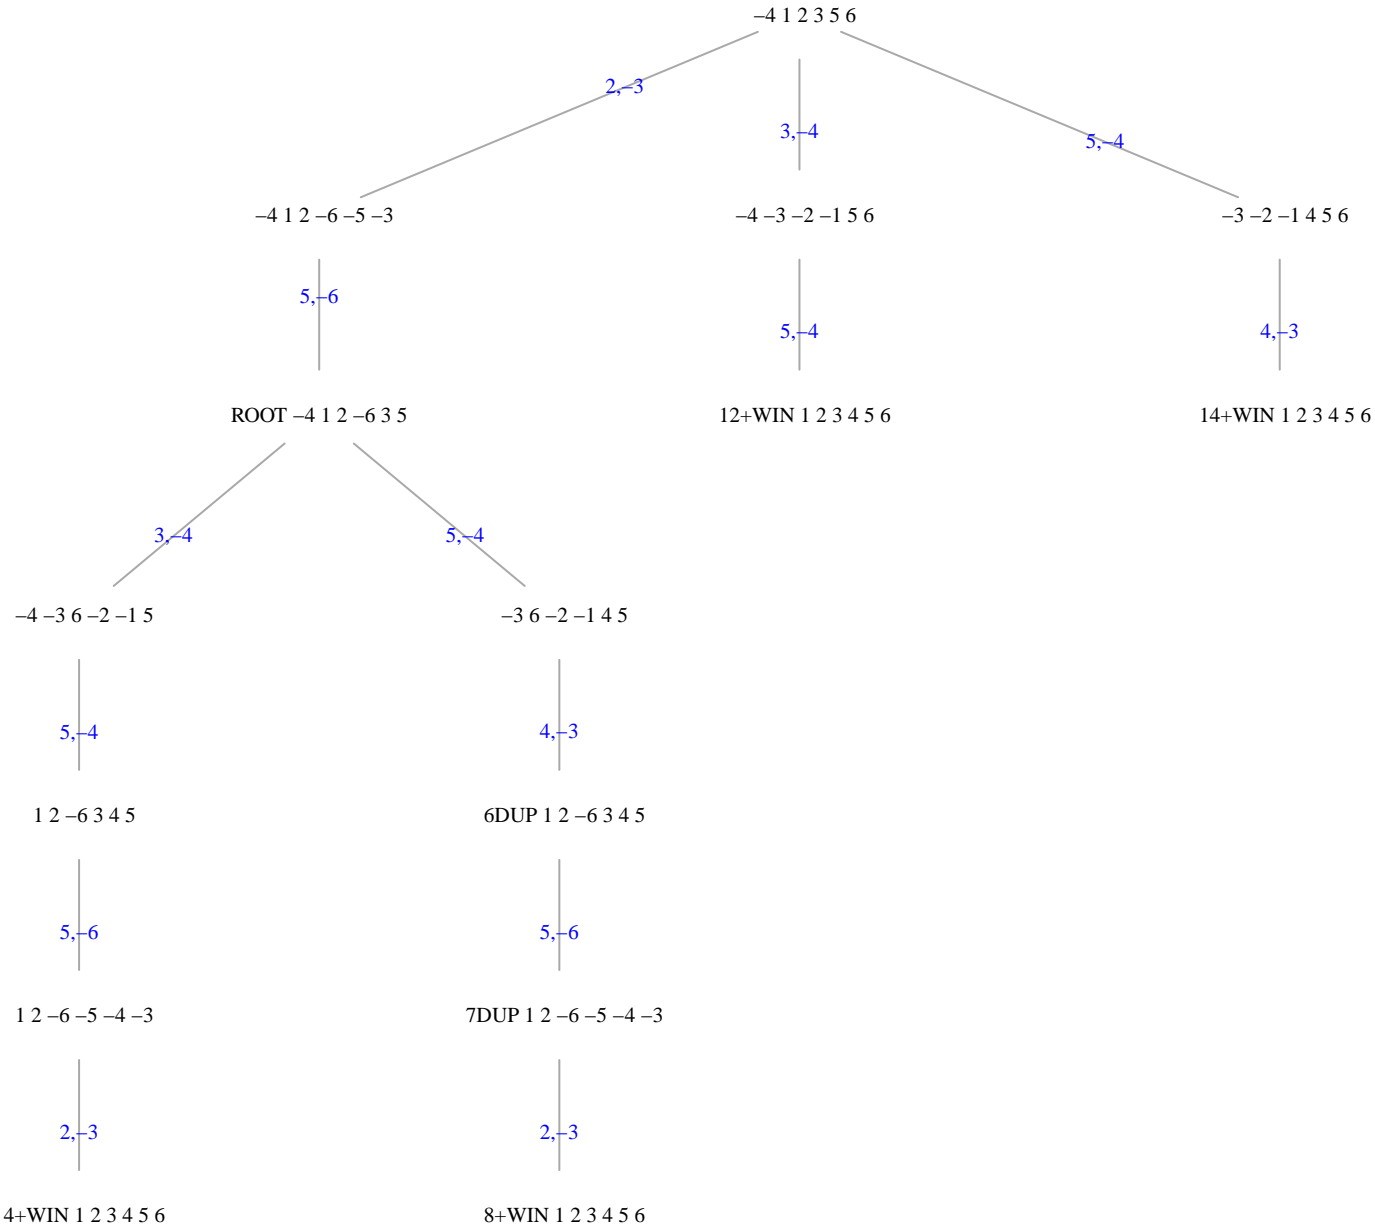 –4 1 2 3 5 6
2,–3
3,–4
5,–4
–4 1 2 –6 –5 –3
–4 –3 –2 –1 5 6
–3 –2 –1 4 5 6
5,–6
5,–4
4,–3
ROOT –4 1 2 –6 3 5
12+WIN 1 2 3 4 5 6
14+WIN 1 2 3 4 5 6
3,–4
5,–4
–4 –3 6 –2 –1 5
–3 6 –2 –1 4 5
5,–4
4,–3
1 2 –6 3 4 5
6DUP 1 2 –6 3 4 5
5,–6
5,–6
1 2 –6 –5 –4 –3
7DUP 1 2 –6 –5 –4 –3
2,–3
2,–3
4+WIN 1 2 3 4 5 6
8+WIN 1 2 3 4 5 6